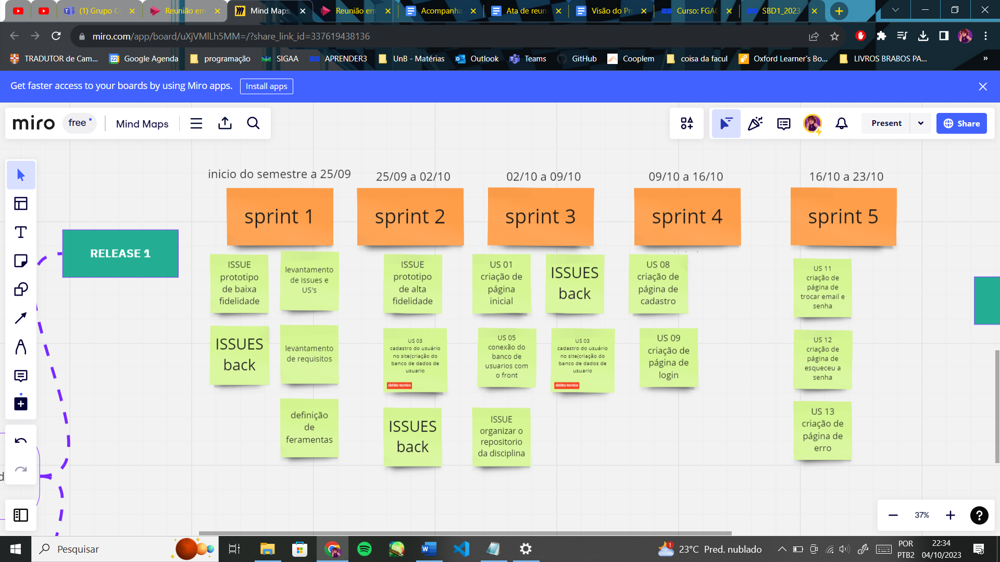 (1) Grupo C
Reunião em
Mind Maps,
Reunião em
Acompanha
Ata de reun
Visão do Pr
Curso: FGA0
SBD1_2023
miro.com/app/board/uXjVMlLh5MM=/?share_link_id=337619438136
TRADUTOR de Cam...
22
Google Agenda
programação
SIGAA
APRENDER3
UnB - Matérias
Outlook
Teams
GitHub
Cooplem
coisa da facul
Oxford Learner's Bo...
LIVROS BRABOS PA...
»
Get faster access to your boards by using Miro apps.
Install apps
miro
free
Mind Maps
Present
Share
RELEASE 1
inicio do semestre a 25/09
sprint 1
ISSUE
prototipo
de baixa
fidelidade
levantamento
de issues e
US's
ISSUES
back
levantamento
de requisitos
definição
de
feramentas
25/09 a 02/10
sprint 2
ISSUE
prototipo
de alta
fidelidade
US 03
cadastro do usuário
no site(criação do
banco de dados de
usuario
debito tecnico
ISSUES
back
02/10 a 09/10
sprint 3
US 01
criação de
página
inicial
ISSUES
back
US 05
conexão do
banco de
usuarios com
o front
US 03
cadastro do usuário
no site(criação do
banco de dados de
usuario
debito tecnico
ISSUE
organizar o
repositorio
da disciplina
09/10 a 16/10
sprint 4
US 08
criação de
página de
cadastro
US 09
criação de
página de
login
16/10 a 23/10
sprint 5
US 11
criação de
página de
trocar email e
senha
US 12
criação de
página de
esqueceu a
senha
US 13
criação de
página de
erro
d
37%
?
Pesquisar
1
23°C Pred. nublado
POR
PTB2
22:34
04/10/2023